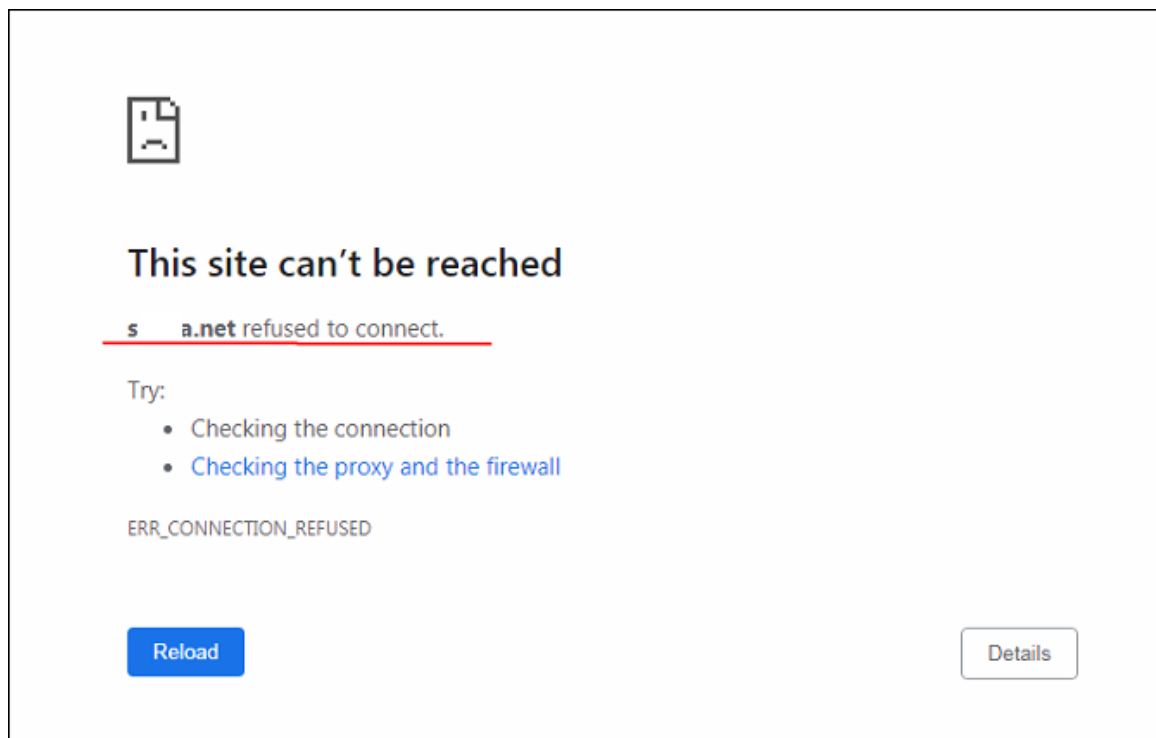 This site can't be reached
s a.net refused to connect.
Try:
• Checking the connection
• Checking the proxy and the firewall
ERR_CONNECTION_REFUSED
Reload
Details